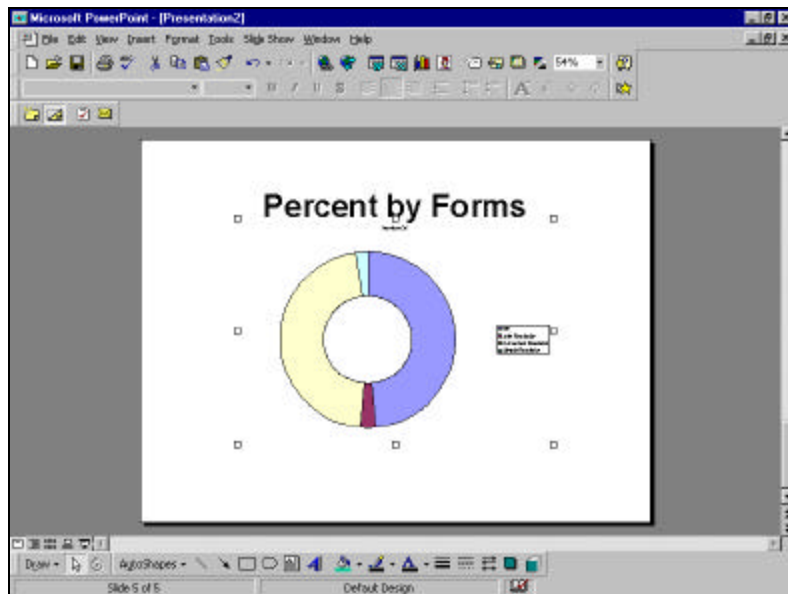 Microsoft PowerPoint - [Presentation2]
File Edit View Insert Format Tools Slide Show Window Help
54%
B I U S
Percent by Forms
Draw AutoShapes
Slide 5 of 5 Default Design